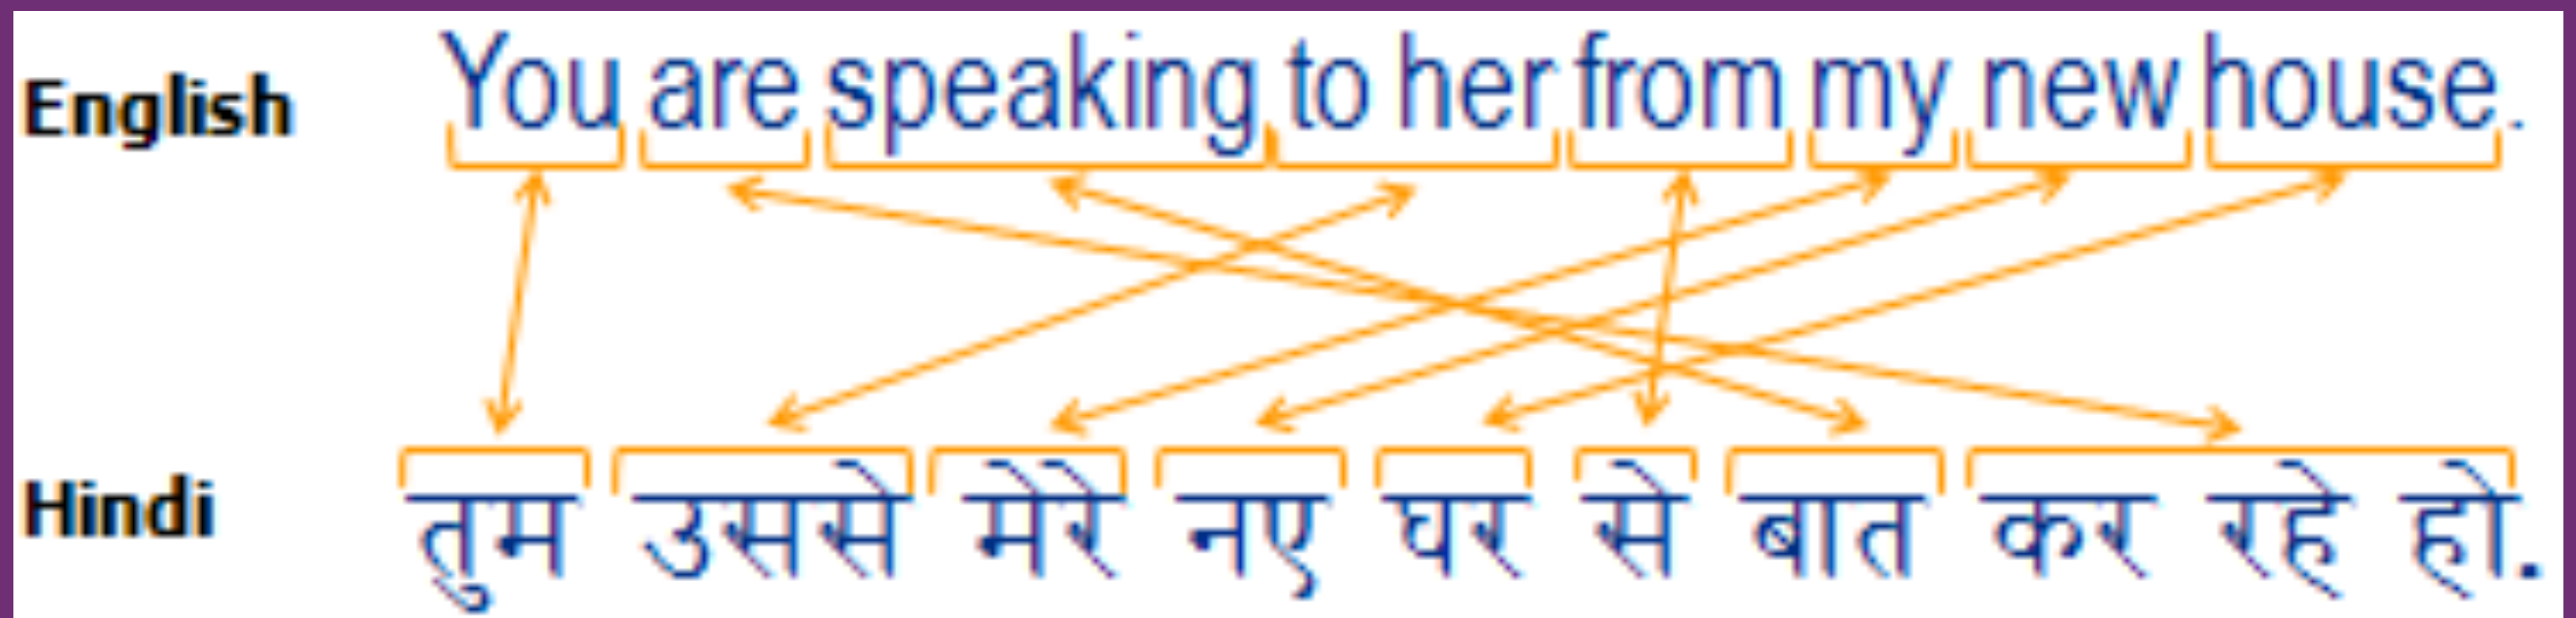 English You are speaking to her from my new house.
Hindi तुम उससे मेरे नए घर से बात कर रहे हो.